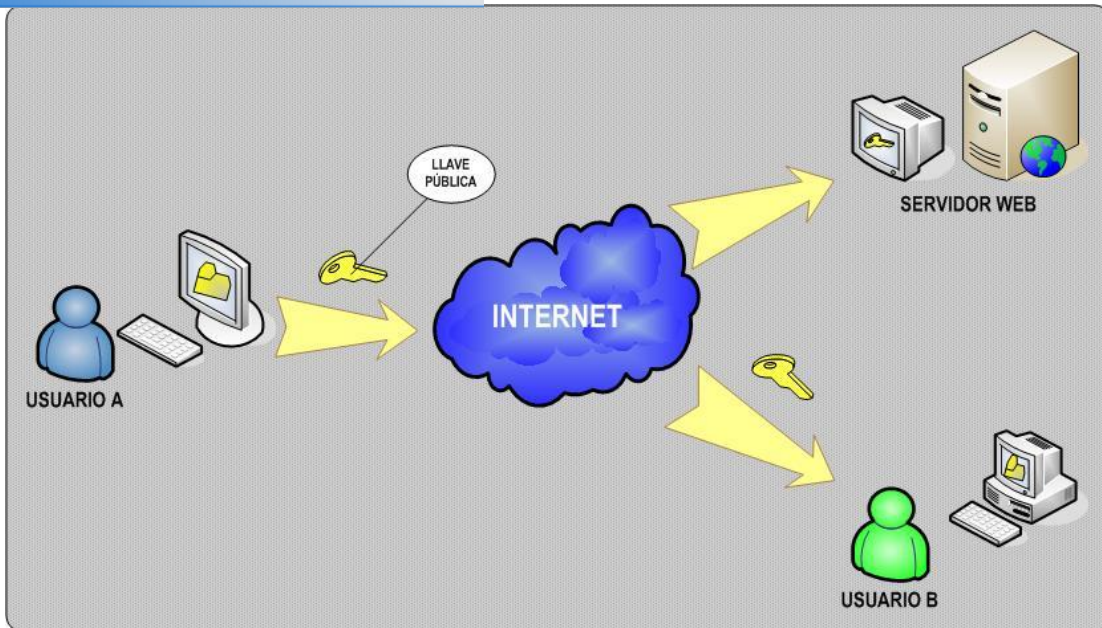 LLAVE
PÚBLICA
SERVIDOR WEB
INTERNET
USUARIO A
USUARIO B